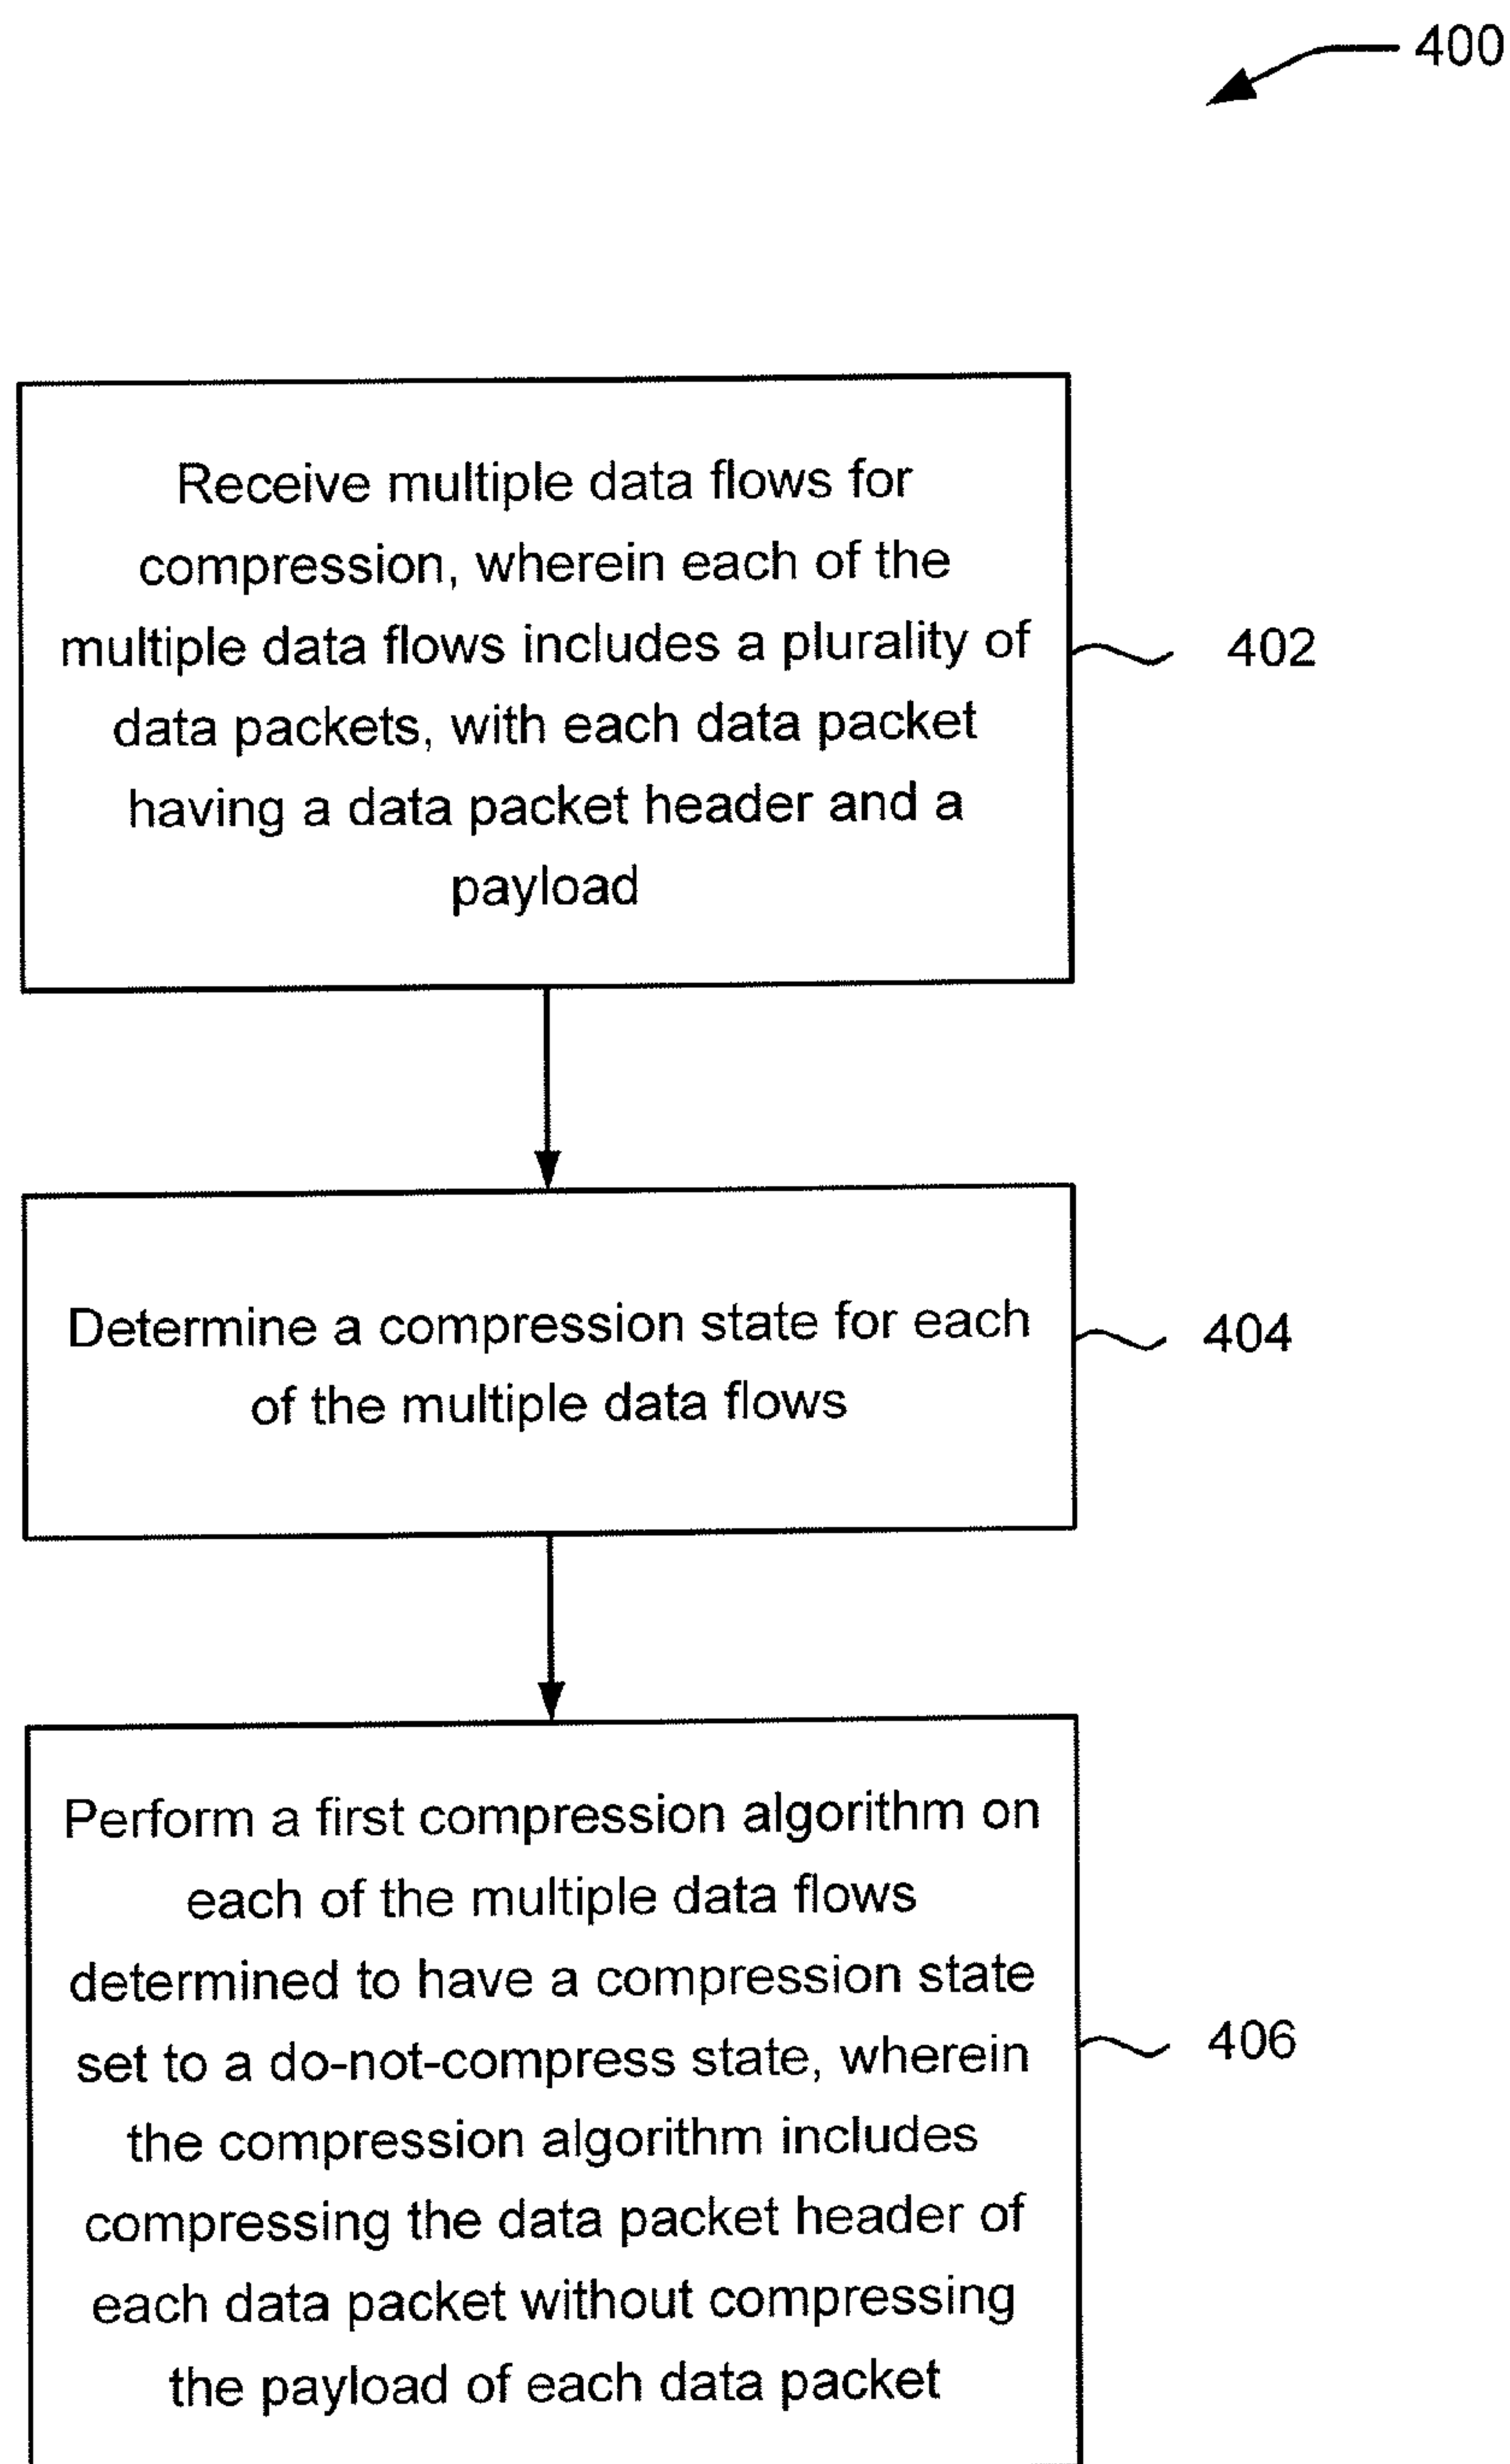 400
Receive multiple data flows for
compression, wherein each of the
multiple data flows includes a plurality of
data packets, with each data packet
having a data packet header and a
payload
402
Determine a compression state for each
of the multiple data flows
404
Perform a first compression algorithm on
each of the multiple data flows
determined to have a compression state
set to a do-not-compress state, wherein
the compression algorithm includes
compressing the data packet header of
each data packet without compressing
the payload of each data packet
406